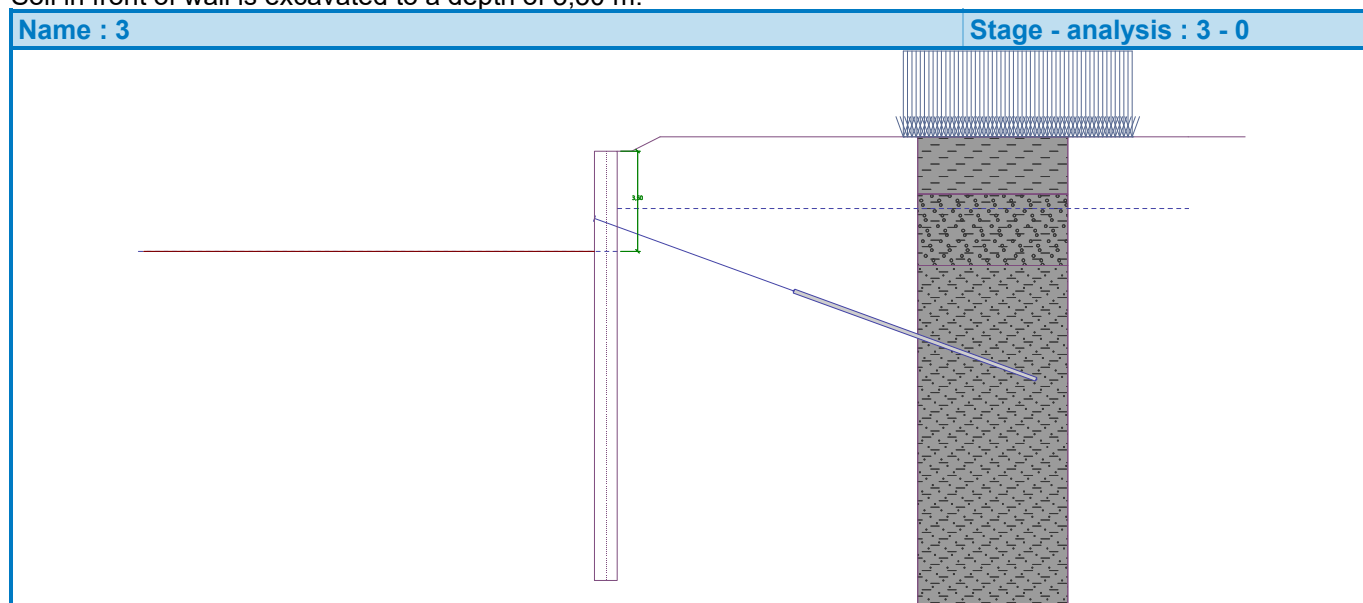 Soil in front of wall is excavated to a depth of 3,50 m.
Name : 3
Stage - analysis : 3 - 0
3,50